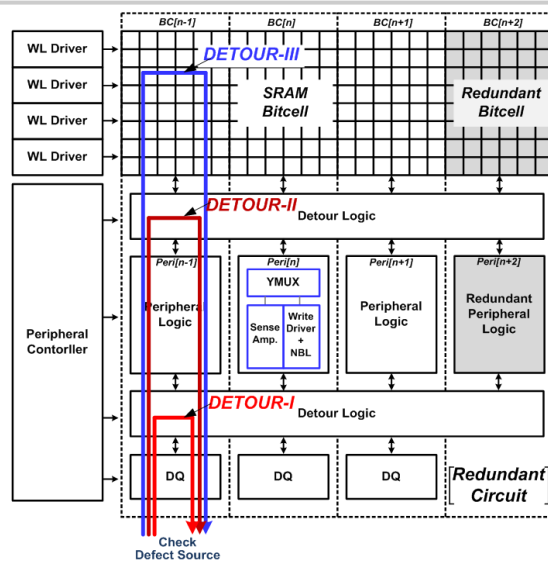 BC[n-1] BC[n] BC[n+1] BC[n+2]
WL Driver
DETOUR-III
WL Driver
SRAM
Bitcell
Redundant
Bitcell
WL Driver
WL Driver
DETOUR-II
Detour Logic
Peri[n-1] Peri[n] Peri[n+1] Peri[n+2]
YMUX
Peripheral
Logic
Sense
Amp.
Write
Driver
+
NBL
Peripheral
Logic
Redundant
Peripheral
Logic
Peripheral
Contorller
DETOUR-I
Detour Logic
DQ DQ DQ
[Redundant
Circuit]
Check
Defect Source